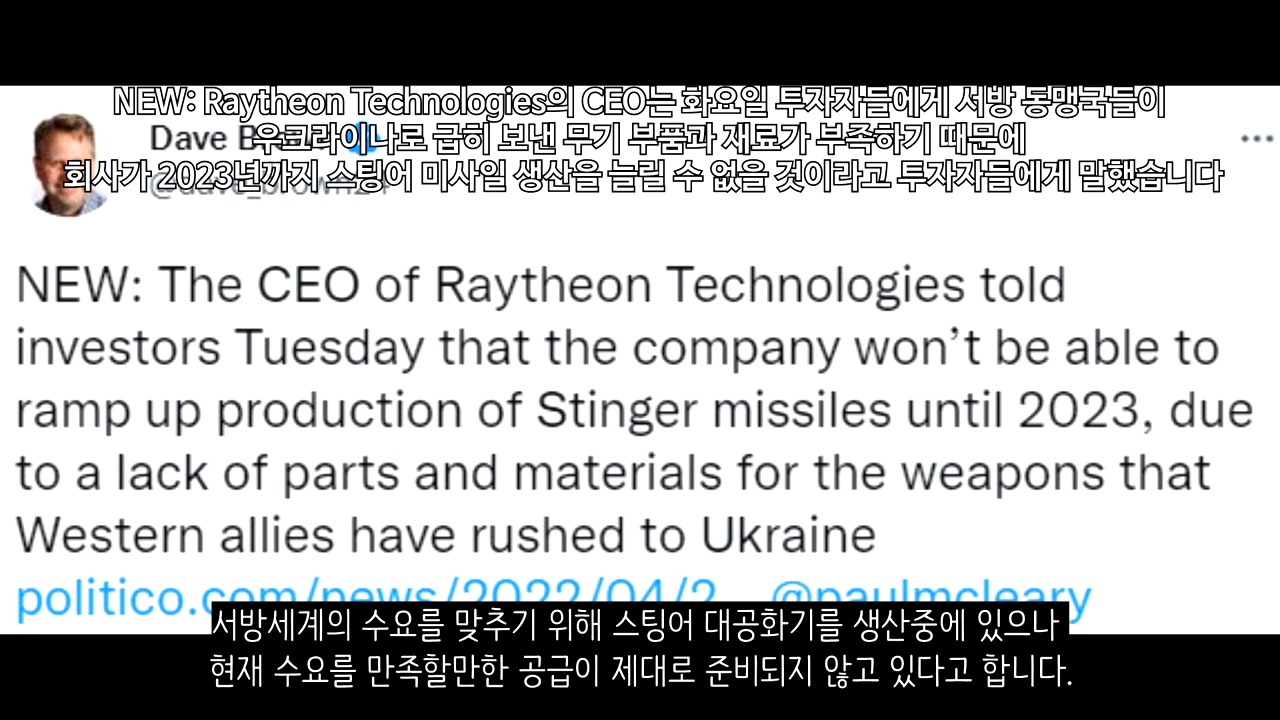 NEW: Raytheon Technologies의 CEO는 화요일 투자자들에게 서방 동맹국들이
우크라이나로 급히 보낸 무기 부품과 재료가 부족하기 때문에
회사가 2023년까지 스팅어 미사일 생산을 늘릴 수 없을 것이라고 투자자들에게 말했습니다
Dave
NEW: The CEO of Raytheon Technologies told
investors Tuesday that the company won’t be able to
ramp up production of Stinger missiles until 2023, due
to a lack of parts and materials for the weapons that
Western allies have rushed to Ukraine
politico.com/news/2022/04/2... @paulmcleary
서방세계의 수요를 맞추기 위해 스팅어 대공화기를 생산중에 있으나
현재 수요를 만족할만한 공급이 제대로 준비되지 않고 있다고 합니다.